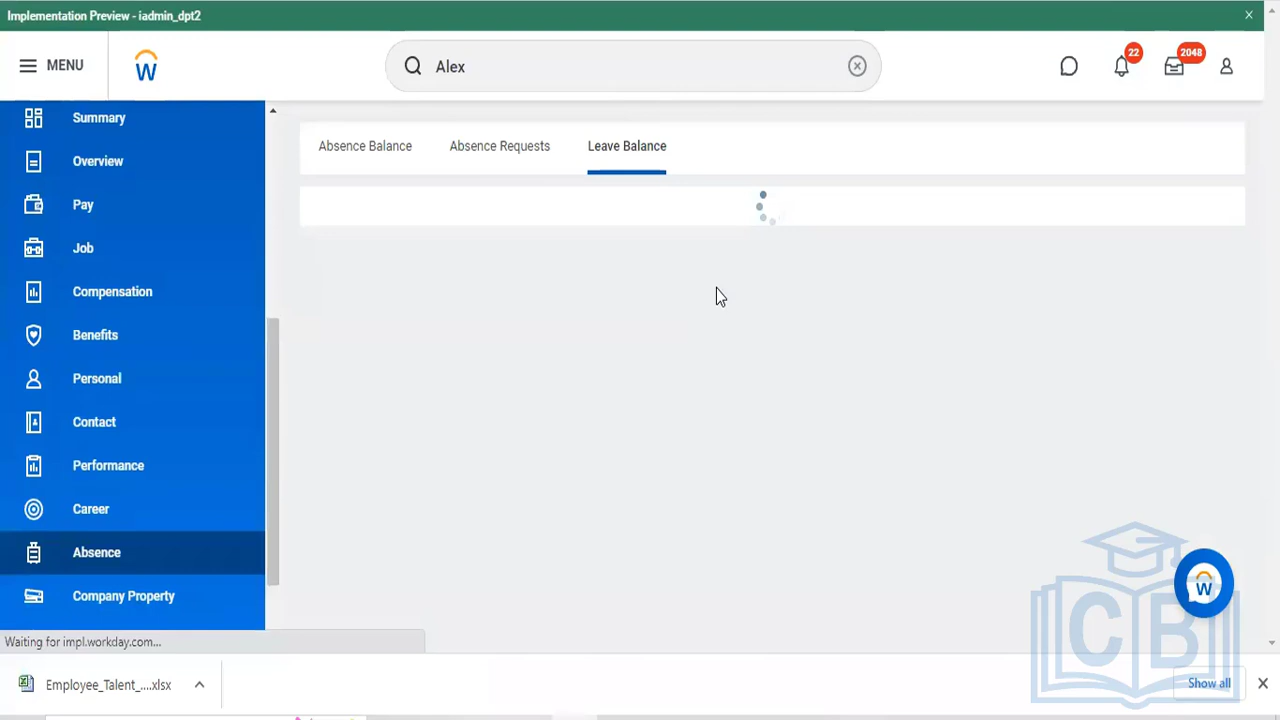 Implementation Preview - iadmin_dpt2
MENU
Alex
22
2048
Summary
Overview
Pay
Job
Compensation
Benefits
Personal
Contact
Performance
Career
Absence
Company Property
Absence Balance
Absence Requests
Leave Balance
W
CB
Waiting for impl.workday.com...
Employee_Talent_....xlsx
Show all